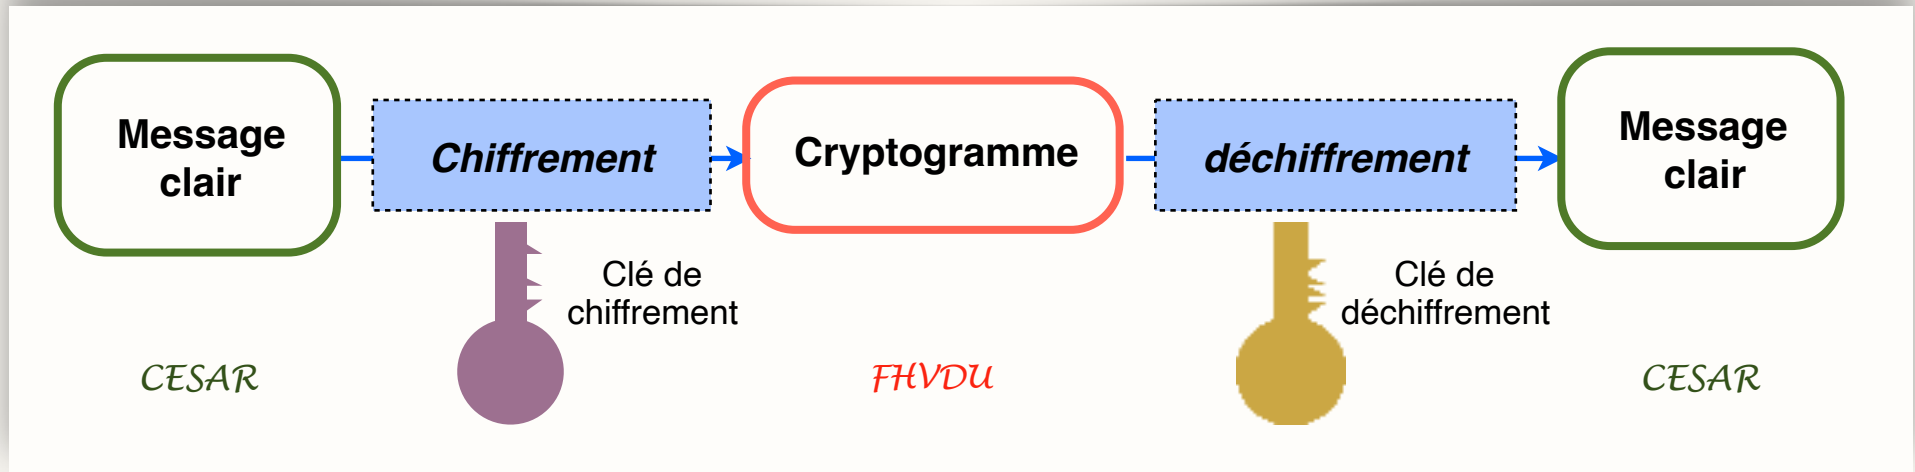 Message
clair
Chiffrement
Cryptogramme
déchiffrement
Message
clair
Clé de
chiffrement
Clé de
déchiffrement
CESAR
FHVDU
CESAR